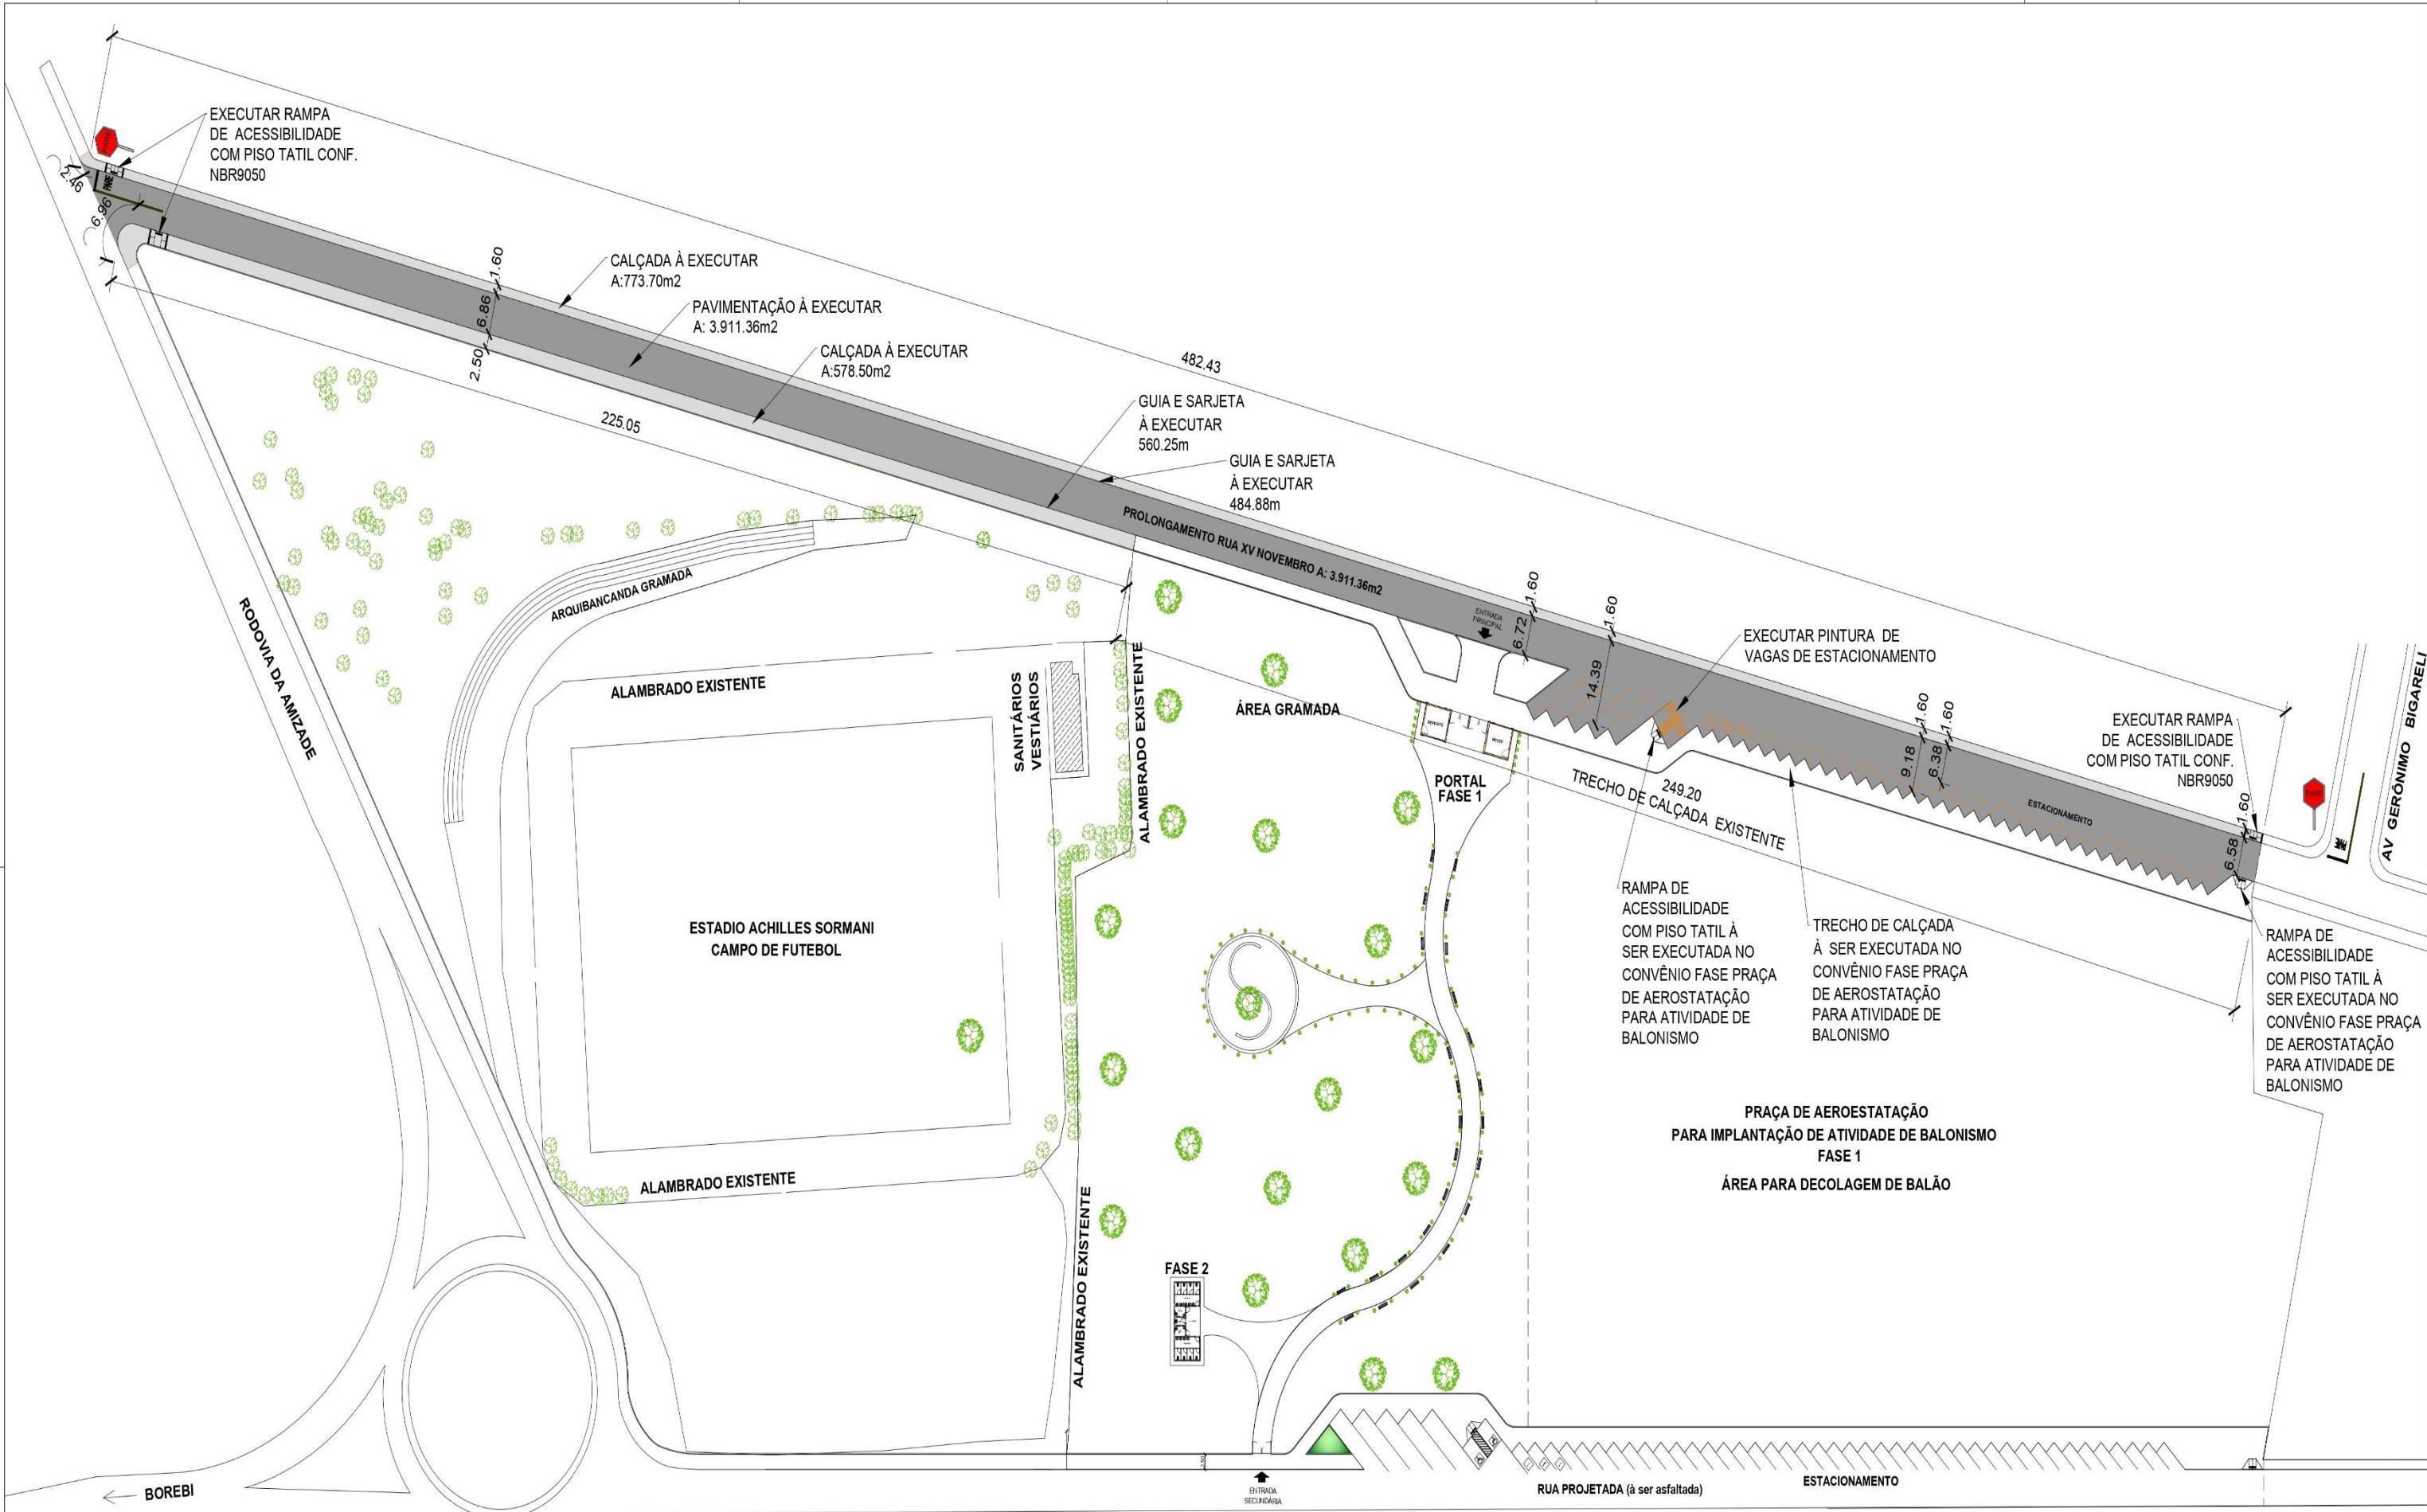 EXECUTAR RAMPA
DE ACESSIBILIDADE
COM PISO TATIL CONF.
NBR9050
PARE
2.46
6.96
1.60
6.86
2.50
CALÇADA À EXECUTAR
A:773.70m2
PAVIMENTAÇÃO À EXECUTAR
A: 3.911.36m2
CALÇADA À EXECUTAR
A:578.50m2
482.43
225.05
GUIA E SARJETA
À EXECUTAR
560.25m
GUIA E SARJETA
À EXECUTAR
484.88m
PROLONGAMENTO RUA XV NOVEMBRO A: 3.911.36m2
ENTRADA
PRINCIPAL
1.60
6.72
1.60
14.39
EXECUTAR PINTURA DE
VAGAS DE ESTACIONAMENTO
1.60
1.60
9.18
6.38
ESTACIONAMENTO
EXECUTAR RAMPA
DE ACESSIBILIDADE
COM PISO TATIL CONF.
NBR9050
1.60
6.58
PARE
AV GERÔNIMO BIGARELI
RODOVIA DA AMIZADE
ARQUIBANCANDA GRAMADA
ALAMBRADO EXISTENTE
SANITÁRIOS
VESTIÁRIOS
ALAMBRADO EXISTENTE
ÁREA GRAMADA
PORTAL
FASE 1
249.20
TRECHO DE CALÇADA EXISTENTE
RAMPA DE
ACESSIBILIDADE
COM PISO TATIL À
SER EXECUTADA NO
CONVÊNIO FASE PRAÇA
DE AEROSTATAÇÃO
PARA ATIVIDADE DE
BALONISMO
TRECHO DE CALÇADA
À SER EXECUTADA NO
CONVÊNIO FASE PRAÇA
DE AEROSTATAÇÃO
PARA ATIVIDADE DE
BALONISMO
RAMPA DE
ACESSIBILIDADE
COM PISO TATIL À
SER EXECUTADA NO
CONVÊNIO FASE PRAÇA
DE AEROSTATAÇÃO
PARA ATIVIDADE DE
BALONISMO
ESTADIO ACHILLES SORMANI
CAMPO DE FUTEBOL
PRAÇA DE AEROESTATAÇÃO
PARA IMPLANTAÇÃO DE ATIVIDADE DE BALONISMO
FASE 1
ÁREA PARA DECOLAGEM DE BALÃO
ALAMBRADO EXISTENTE
ALAMBRADO EXISTENTE
FASE 2
2.50
ENTRADA
SECUNDÁRIA
RUA PROJETADA (à ser asfaltada)
ESTACIONAMENTO
BOREBI